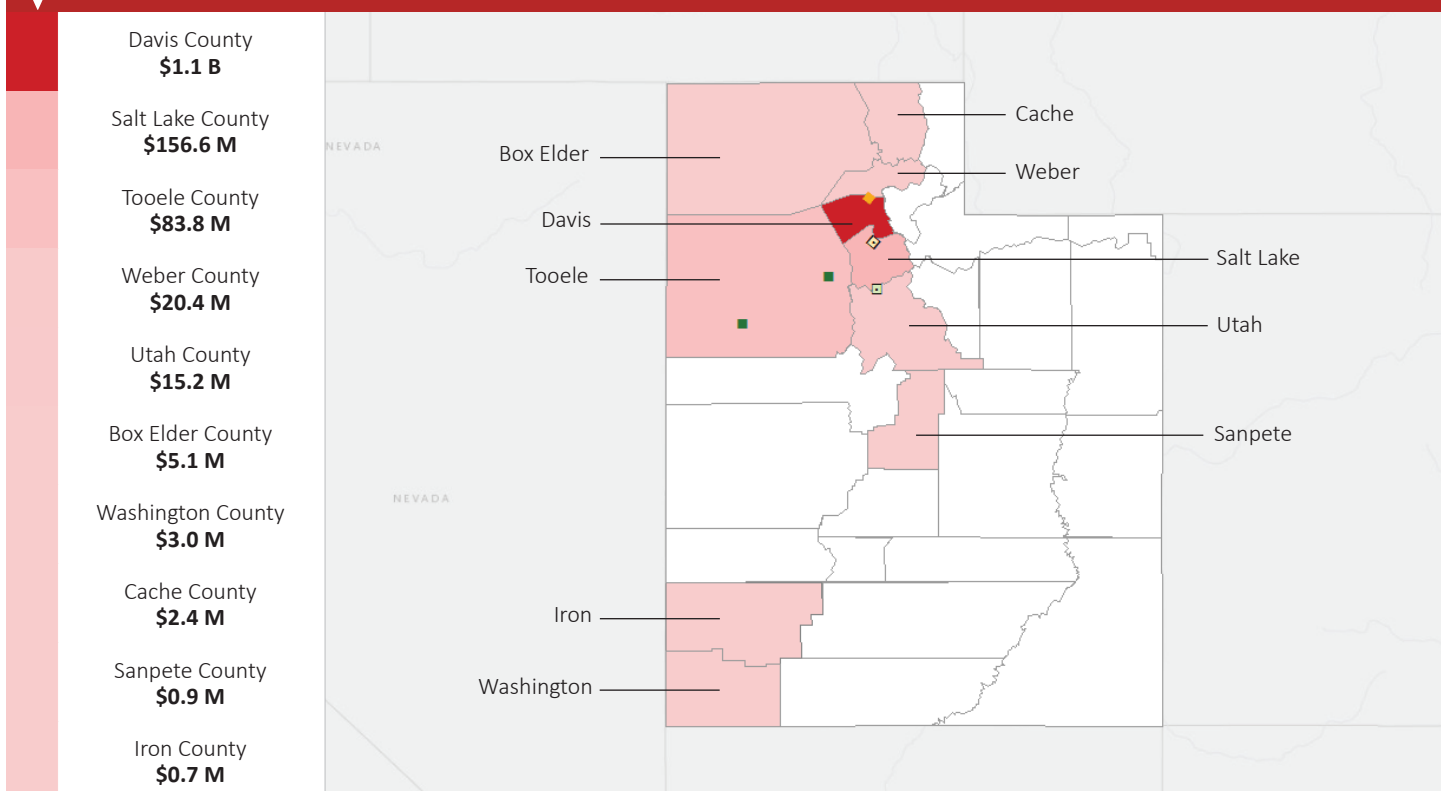 Davis County
$1.1 B
Salt Lake County
$156.6 M
Tooele County
$83.8 M
Weber County
$20.4 M
Utah County
$15.2 M
Box Elder County
$5.1 M
Washington County
$3.0 M
Cache County
$2.4 M
Sanpete County
$0.9 M
Iron County
$0.7 M
NEVADA
NEVADA
Box Elder
Davis
Tooele
Iron
Washington
Cache
Weber
Salt Lake
Utah
Sanpete